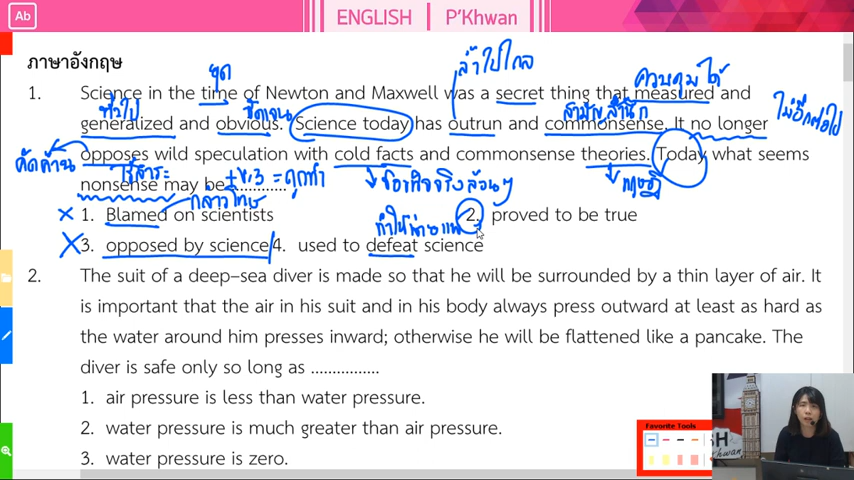 Ab
ENGLISH | P'Khwan
ภาษาอังกฤษ
ยุค
ล้ำไปไกล
ควบคุมได้
1. Science in the time of Newton and Maxwell was a secret thing that measured and
ทั่วไป ชัดเจน สามัญสำนึก ไม่อีกต่อไป
generalized and obvious. Science today has outrun and commonsense. It no longer
คัดค้าน
opposes wild speculation with cold facts and commonsense theories. Today what seems
ไร้สาระ +V.3 = ถูกทำ ข้อเท็จจริงล้วนๆ ทฤษฎี
nonsense may be ............
กล่าวโทษ
1. Blamed on scientists 2. proved to be true
3. opposed by science 4. used to defeat science
2. The suit of a deep–sea diver is made so that he will be surrounded by a thin layer of air. It
is important that the air in his suit and in his body always press outward at least as hard as
the water around him presses inward; otherwise he will be flattened like a pancake. The
diver is safe only so long as ................
1. air pressure is less than water pressure.
2. water pressure is much greater than air pressure.
3. water pressure is zero.
Favorite Tools